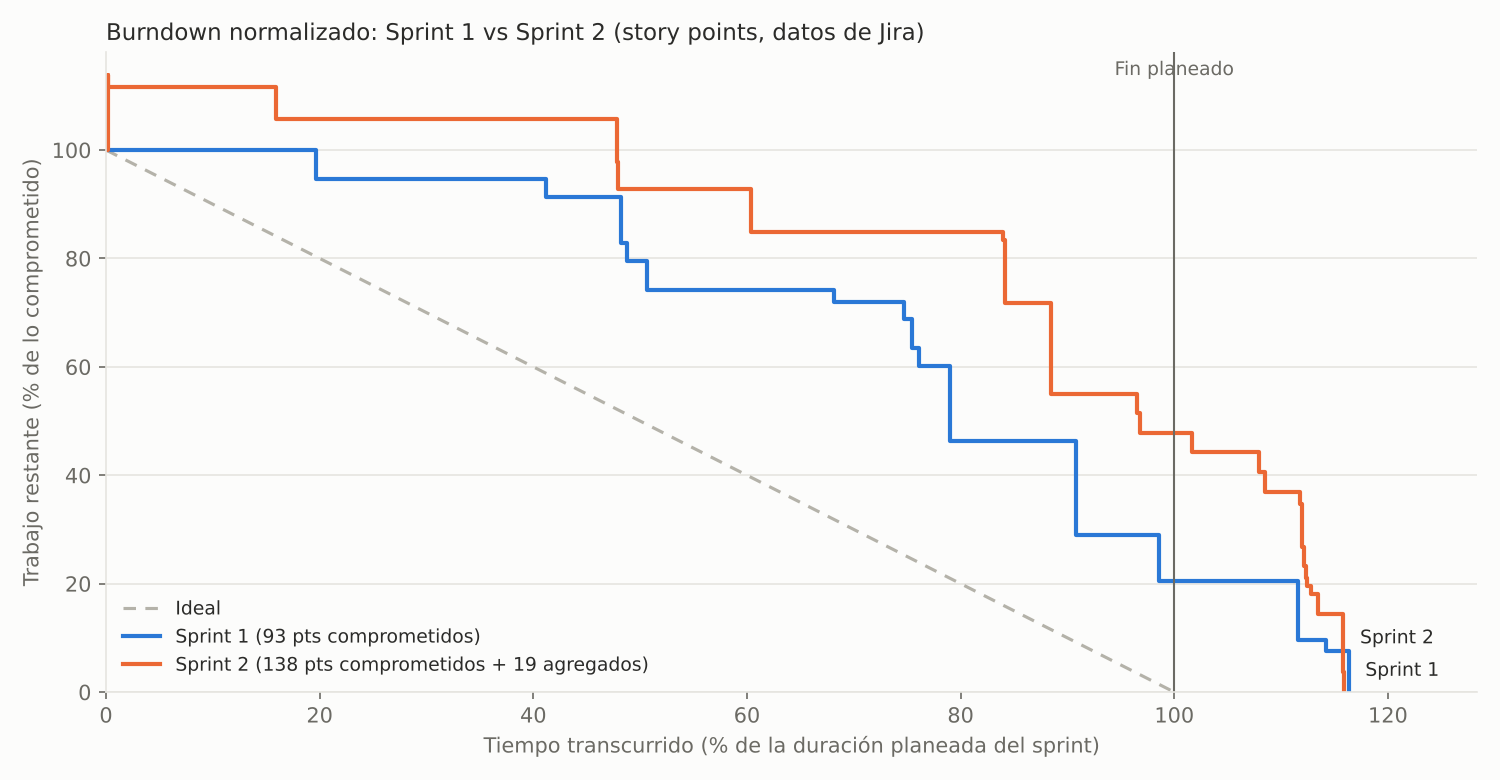 Burndown normalizado: Sprint 1 vs Sprint 2 (story points, datos de Jira)
Fin planeado
Trabajo restante (% de lo comprometido)
100
80
60
40
20
0
Ideal
Sprint 1 (93 pts comprometidos)
Sprint 2 (138 pts comprometidos + 19 agregados)
Sprint 2
Sprint 1
0 20 40 60 80 100 120
Tiempo transcurrido (% de la duración planeada del sprint)